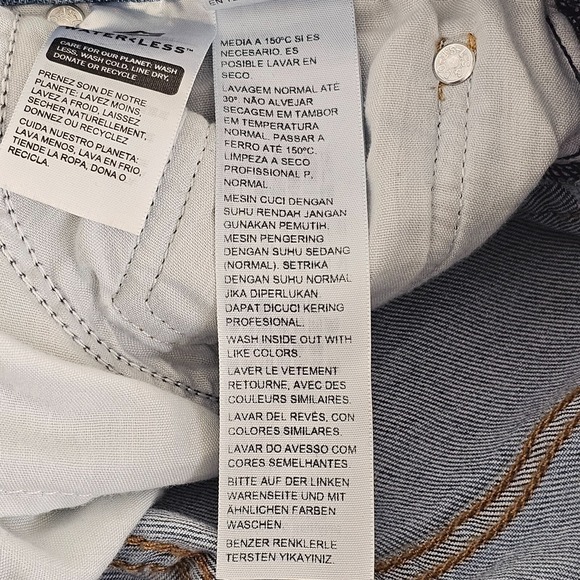 WATER<LESS™
CARE FOR OUR PLANET: WASH
LESS, WASH COLD, LINE DRY,
DONATE OR RECYCLE
PRENEZ SOIN DE NOTRE
PLANÈTE: LAVEZ MOINS,
LAVEZ A FROID, LAISSEZ
SECHER NATURELLEMENT,
DONNEZ OU RECYCLEZ
CUIDA NUESTRO PLANETA:
LAVA MENOS, LAVA EN FRIO,
TIENDE LA ROPA, DONA O
RECICLA.
MEDIA A 150ºC SI ES
NECESARIO. ES
POSIBLE LAVAR EN
SECO.
LAVAGEM NORMAL ATÉ
30°. NÃO ALVEJAR
SECAGEM EM TAMBOR
EM TEMPERATURA
NORMAL. PASSAR A
FERRO ATÉ 150ºC.
LIMPEZA A SECO
PROFISSIONAL P,
NORMAL.
MESIN CUCI DENGAN
SUHU RENDAH JANGAN
GUNAKAN PEMUTIH.
MESIN PENGERING
DENGAN SUHU SEDANG
(NORMAL). SETRIKA
DENGAN SUHU NORMAL
JIKA DIPERLUKAN
DAPAT DICUCI KERING
PROFESIONAL.
WASH INSIDE OUT WITH
LIKE COLORS.
LAVER LE VETEMENT
RETOURNE, AVEC DES
COULEURS SIMILAIRES.
LAVAR DEL REVÉS, CON
COLORES SIMILARES.
LAVAR DO AVESSO COM
CORES SEMELHANTES.
BITTE AUF DER LINKEN
WARENSEITE UND MIT
ÄHNLICHEN FARBEN
WASCHEN.
BENZER RENKLERLE
TERSTEN YIKAYINIZ.